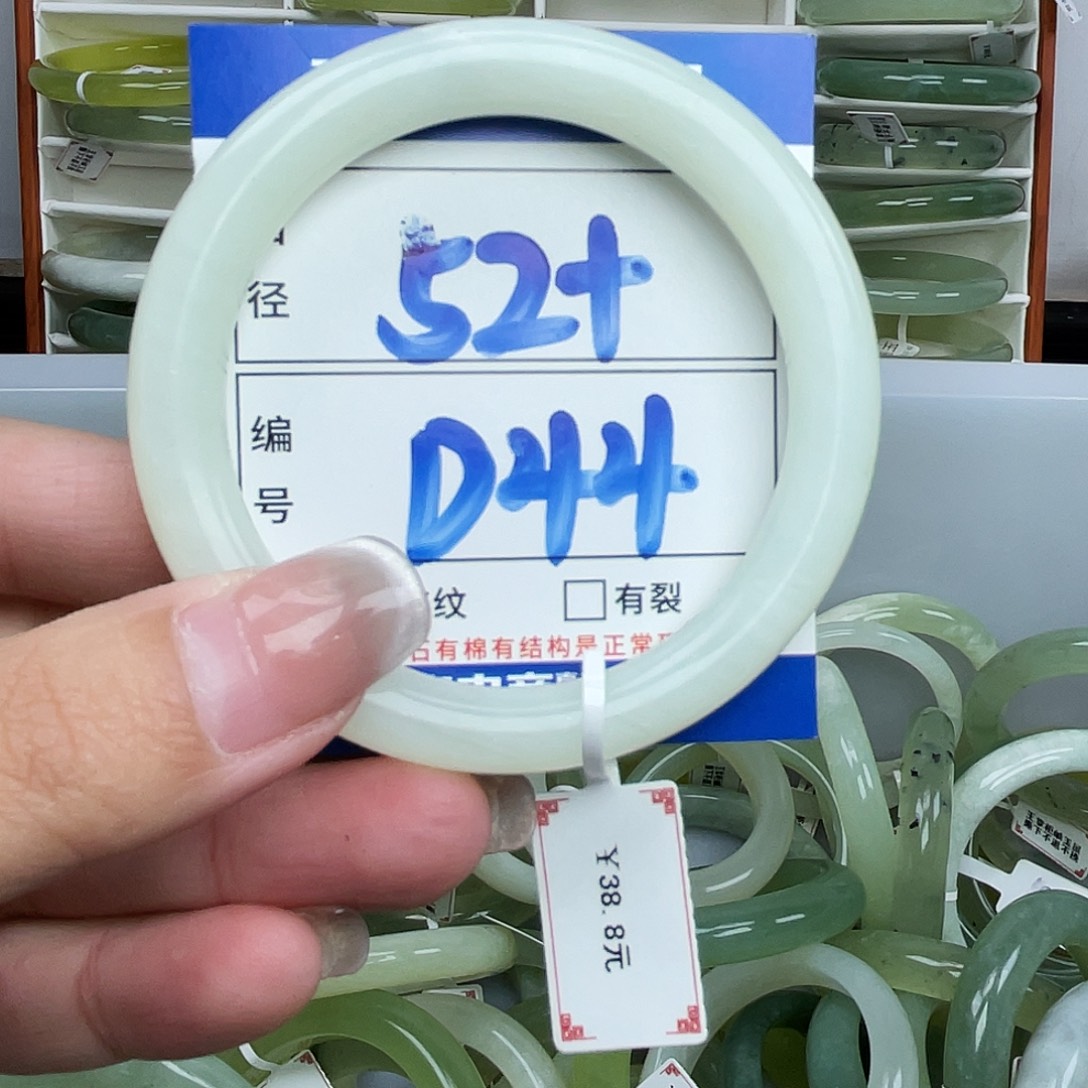 径
52+
编
号
D44
纹
有裂
石有棉有结构是正常
¥38.8元